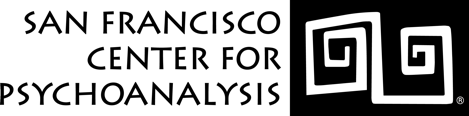 SAN FRANCISCO
CENTER FOR
PSYCHOANALYSIS
®